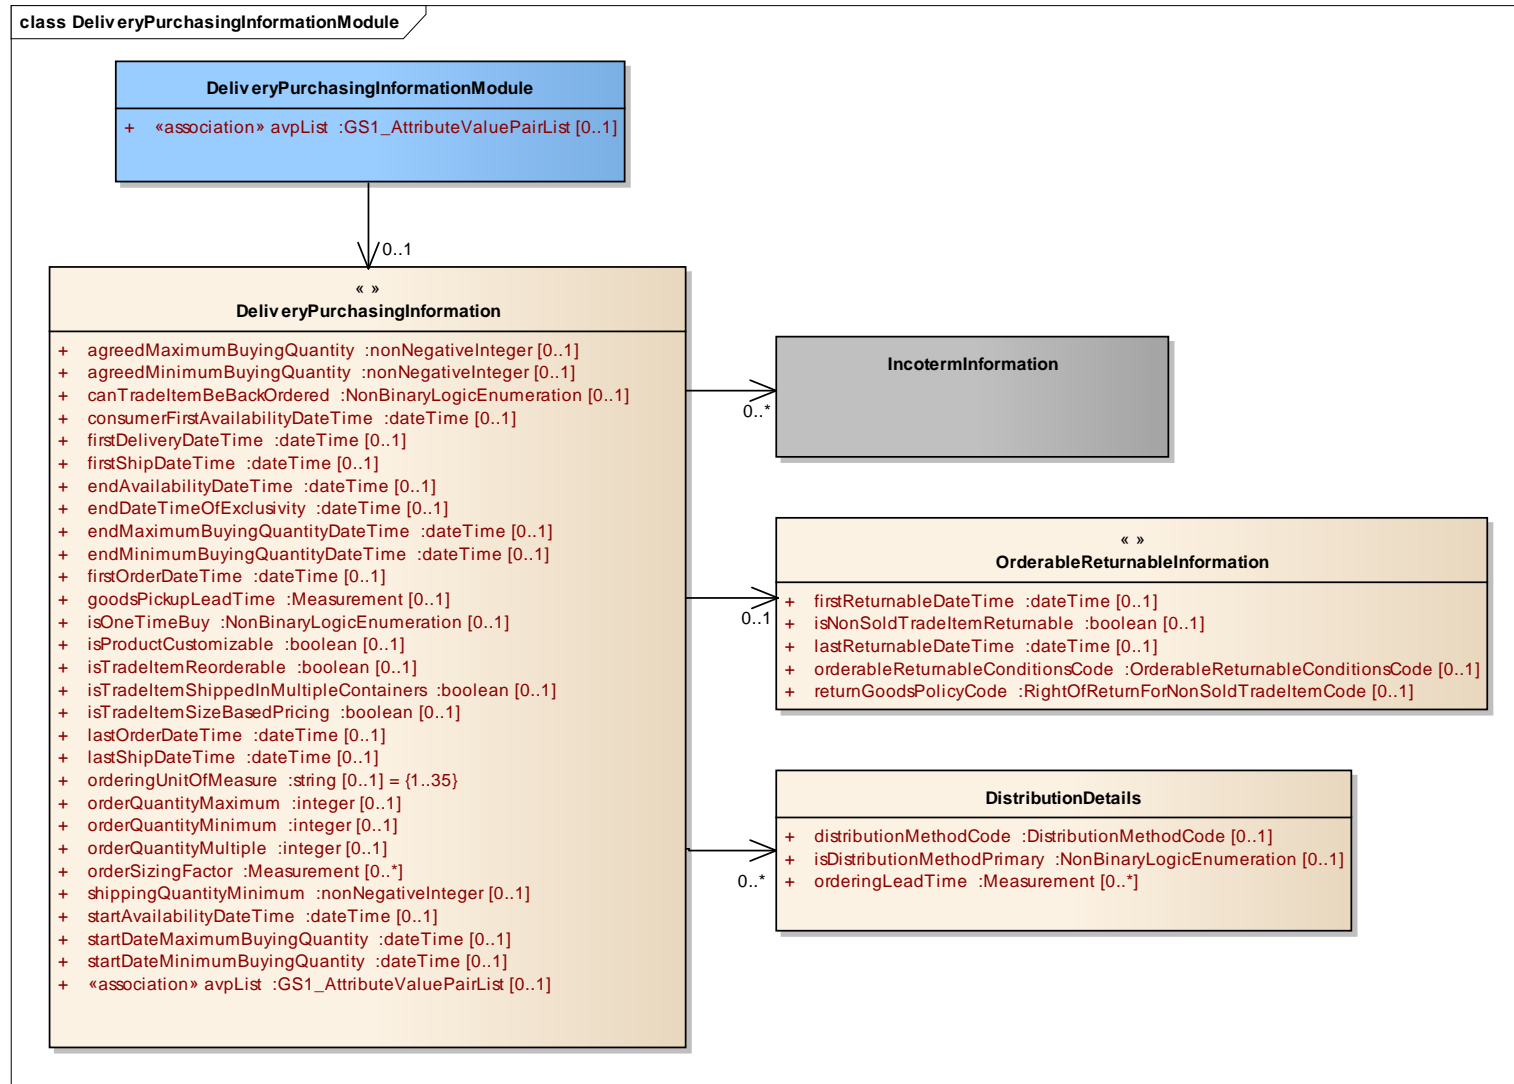 class DeliveryPurchasingInformationModule
DeliveryPurchasingInformationModule
+ «association» avpList :GS1_AttributeValuePairList [0..1]
0..1
« »
DeliveryPurchasingInformation
+ agreedMaximumBuyingQuantity :nonNegativeInteger [0..1]
+ agreedMinimumBuyingQuantity :nonNegativeInteger [0..1]
+ canTradeItemBeBackOrdered :NonBinaryLogicEnumeration [0..1]
+ consumerFirstAvailabilityDateTime :dateTime [0..1]
+ firstDeliveryDateTime :dateTime [0..1]
+ firstShipDateTime :dateTime [0..1]
+ endAvailabilityDateTime :dateTime [0..1]
+ endDateTimeOfExclusivity :dateTime [0..1]
+ endMaximumBuyingQuantityDateTime :dateTime [0..1]
+ endMinimumBuyingQuantityDateTime :dateTime [0..1]
+ firstOrderDateTime :dateTime [0..1]
+ goodsPickupLeadTime :Measurement [0..1]
+ isOneTimeBuy :NonBinaryLogicEnumeration [0..1]
+ isProductCustomizable :boolean [0..1]
+ isTradeItemReorderable :boolean [0..1]
+ isTradeItemShippedInMultipleContainers :boolean [0..1]
+ isTradeItemSizeBasedPricing :boolean [0..1]
+ lastOrderDateTime :dateTime [0..1]
+ lastShipDateTime :dateTime [0..1]
+ orderingUnitOfMeasure :string [0..1] = {1..35}
+ orderQuantityMaximum :integer [0..1]
+ orderQuantityMinimum :integer [0..1]
+ orderQuantityMultiple :integer [0..1]
+ orderSizingFactor :Measurement [0..*]
+ shippingQuantityMinimum :nonNegativeInteger [0..1]
+ startAvailabilityDateTime :dateTime [0..1]
+ startDateMaximumBuyingQuantity :dateTime [0..1]
+ startDateMinimumBuyingQuantity :dateTime [0..1]
+ «association» avpList :GS1_AttributeValuePairList [0..1]
0..*
IncotermInformation
0..1
« »
OrderableReturnableInformation
+ firstReturnableDateTime :dateTime [0..1]
+ isNonSoldTradeItemReturnable :boolean [0..1]
+ lastReturnableDateTime :dateTime [0..1]
+ orderableReturnableConditionsCode :OrderableReturnableConditionsCode [0..1]
+ returnGoodsPolicyCode :RightOfReturnForNonSoldTradeItemCode [0..1]
0..*
DistributionDetails
+ distributionMethodCode :DistributionMethodCode [0..1]
+ isDistributionMethodPrimary :NonBinaryLogicEnumeration [0..1]
+ orderingLeadTime :Measurement [0..*]